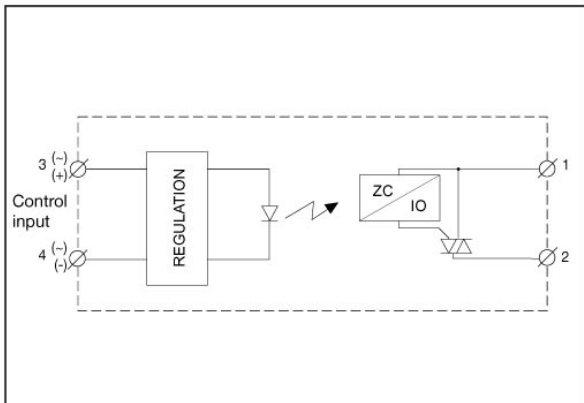 3 (~)
(+)
Control
input
4 (~)
(-)
REGULATION
ZC
IO
1
2